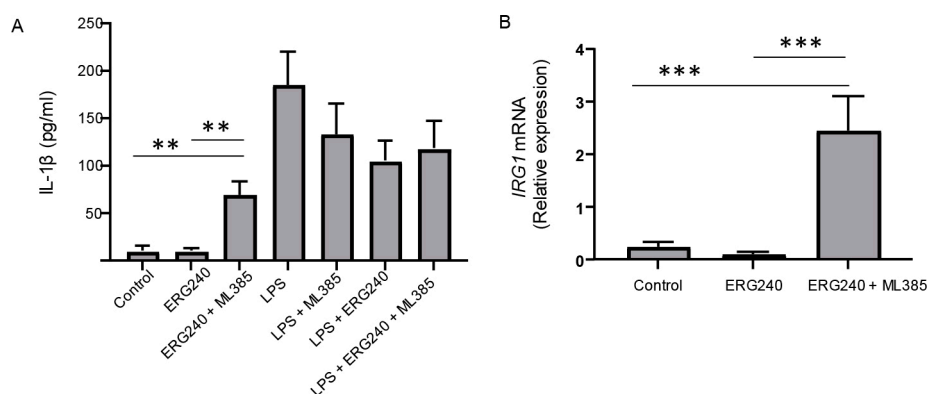 A
IL-1β (pg/ml)
250
200
150
100
50
**
**
Control
ERG240
ERG240 + ML385
LPS
LPS + ML385
LPS + ERG240
LPS + ERG240 + ML385
B
IRG1 mRNA
(Relative expression)
4
3
2
1
0
***
***
Control
ERG240
ERG240 + ML385